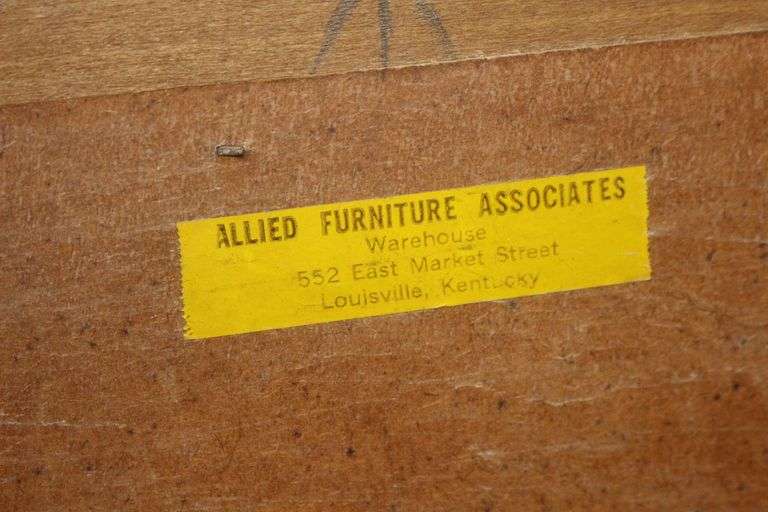 ALLIED FURNITURE ASSOCIATES
Warehouse
552 East Market Street
Louisville, Kentucky